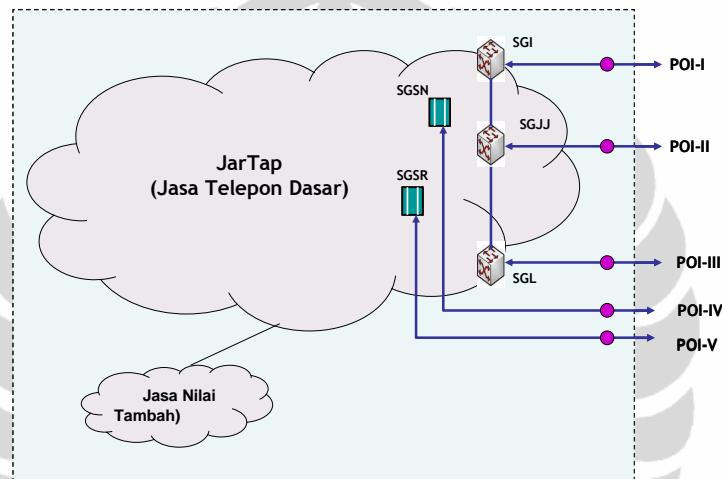 SGI
POI-I
SGSN
SGJJ
POI-II
JarTap
(Jasa Telepon Dasar)
SGSR
POI-III
SGL
POI-IV
POI-V
Jasa Nilai
Tambah)